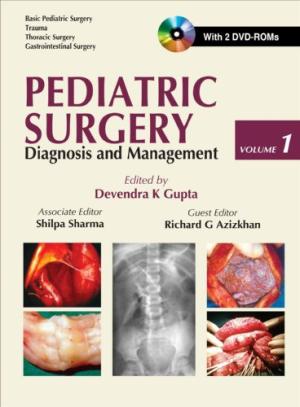 Basic Pediatric Surgery
Trauma
Thoracic Surgery
Gastrointestinal Surgery
With 2 DVD-ROMs
PEDIATRIC
SURGERY
Diagnosis and Management
VOLUME 1
Edited by
Devendra K Gupta
Associate Editor
Shilpa Sharma
Guest Editor
Richard G Azizkhan